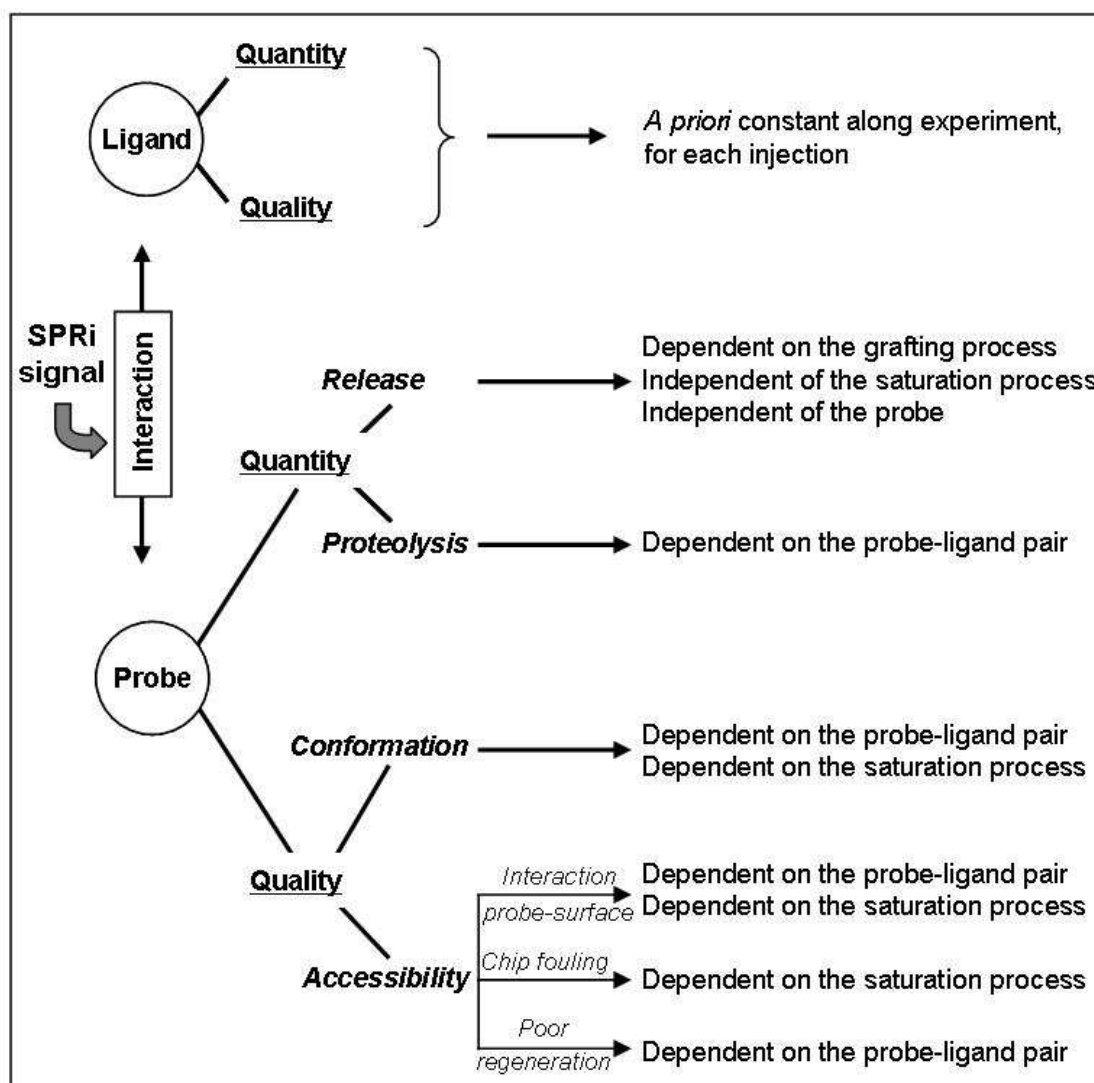 Quantity
Ligand
Quality
A priori constant along experiment,
for each injection
SPRi
signal
Interaction
Release
Dependent on the grafting process
Independent of the saturation process
Independent of the probe
Quantity
Proteolysis
Dependent on the probe-ligand pair
Probe
Conformation
Dependent on the probe-ligand pair
Dependent on the saturation process
Quality
Accessibility
Interaction
probe-surface
Dependent on the probe-ligand pair
Dependent on the saturation process
Chip fouling
Dependent on the saturation process
Poor
regeneration
Dependent on the probe-ligand pair